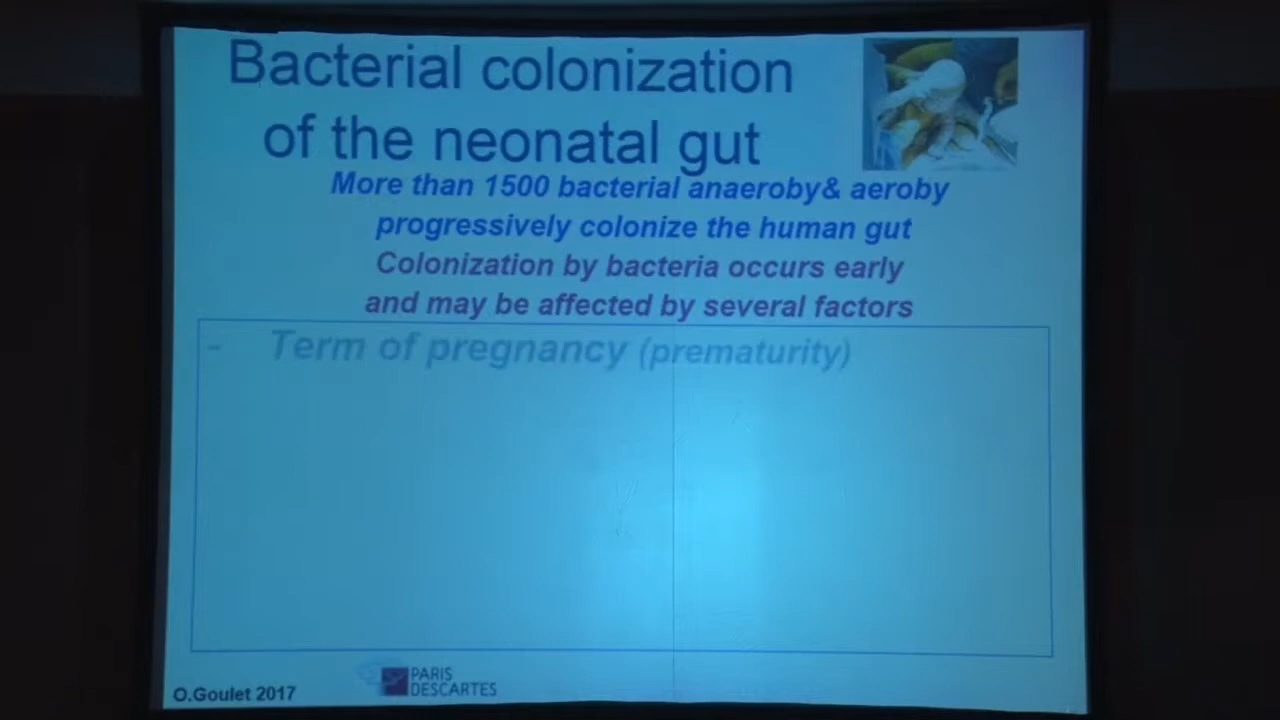 Bacterial colonization
of the neonatal gut
More than 1500 bacterial anaeroby& aeroby
progressively colonize the human gut
Colonization by bacteria occurs early
and may be affected by several factors
- Term of pregnancy (prematurity)
O.Goulet 2017
PARIS
DESCARTES